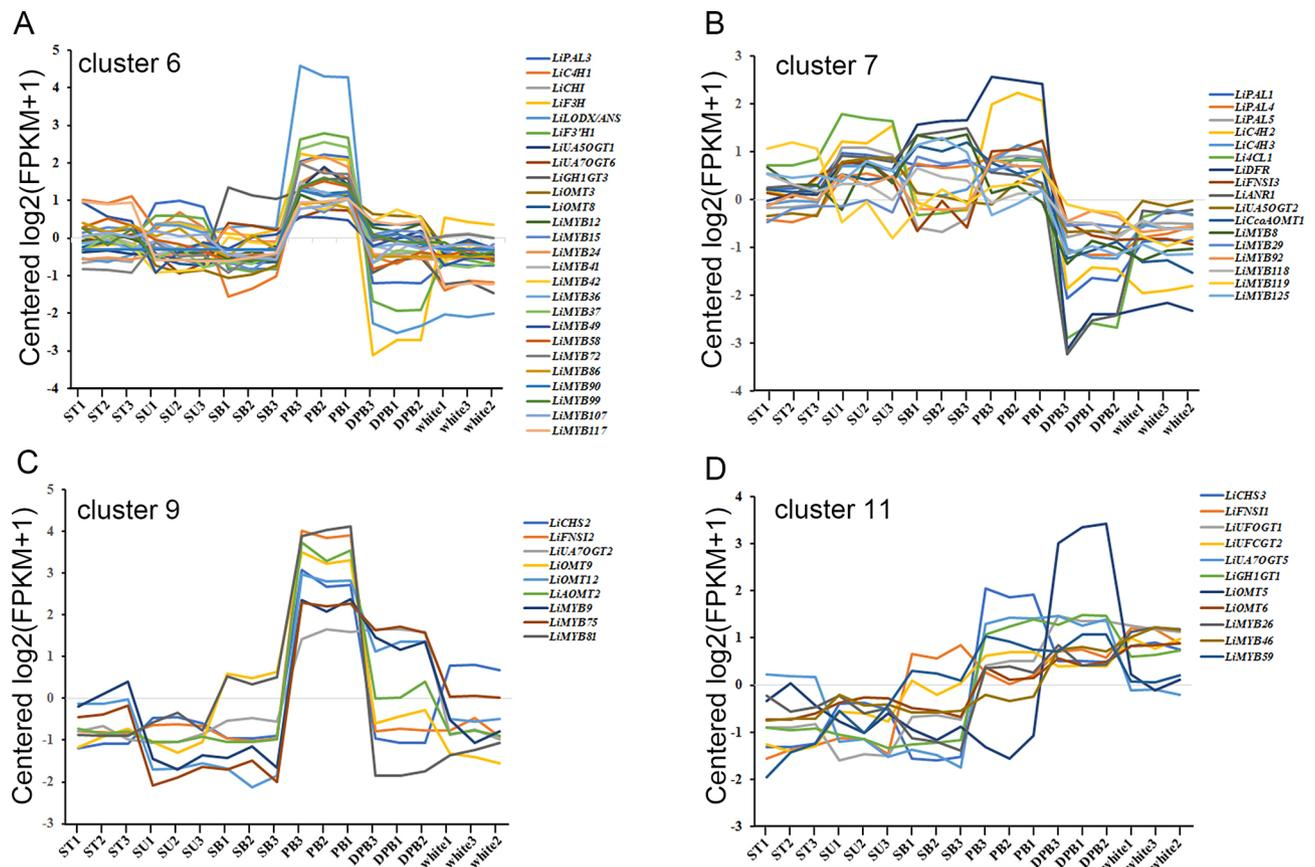 A
cluster 6
Centered log2(FPKM+1)
5
4
3
2
1
0
-1
-2
-3
-4
ST1 ST2 ST3 SU1 SU2 SU3 SB1 SB2 SB3 PB3 PB2 PB1 DPB3 DPB1 DPB2 white1 white3 white2
LiPAL3
LiC4H1
LiCHI
LiF3H
LiLODX/ANS
LiF3'H1
LiUA5OGT1
LiUA7OGT6
LiGH1GT3
LiOMT3
LiOMT8
LiMYB12
LiMYB15
LiMYB24
LiMYB41
LiMYB42
LiMYB36
LiMYB37
LiMYB49
LiMYB58
LiMYB72
LiMYB86
LiMYB90
LiMYB99
LiMYB107
LiMYB117
B
cluster 7
Centered log2(FPKM+1)
3
2
1
0
-1
-2
-3
-4
ST1 ST2 ST3 SU1 SU2 SU3 SB1 SB2 SB3 PB3 PB2 PB1 DPB3 DPB1 DPB2 white1 white3 white2
LiPAL1
LiPAL4
LiPAL5
LiC4H2
LiC4H3
Li4CL1
LiDFR
LiFNSI3
LiANR1
LiUA5OGT2
LiCCoAOMT1
LiMYB8
LiMYB29
LiMYB92
LiMYB118
LiMYB119
LiMYB125
C
cluster 9
Centered log2(FPKM+1)
5
4
3
2
1
0
-1
-2
-3
ST1 ST2 ST3 SU1 SU2 SU3 SB1 SB2 SB3 PB3 PB2 PB1 DPB3 DPB1 DPB2 white1 white3 white2
LiCHS2
LiFNSI2
LiUA7OGT2
LiOMT9
LiOMT12
LiAOMT2
LiMYB9
LiMYB75
LiMYB81
D
cluster 11
Centered log2(FPKM+1)
4
3
2
1
0
-1
-2
-3
ST1 ST2 ST3 SU1 SU2 SU3 SB1 SB2 SB3 PB3 PB2 PB1 DPB3 DPB1 DPB2 white1 white3 white2
LiCHS3
LiFNSI1
LiUFOGT1
LiUFCGT2
LiUA7OGT5
LiGH1GT1
LiOMT5
LiOMT6
LiMYB26
LiMYB46
LiMYB59